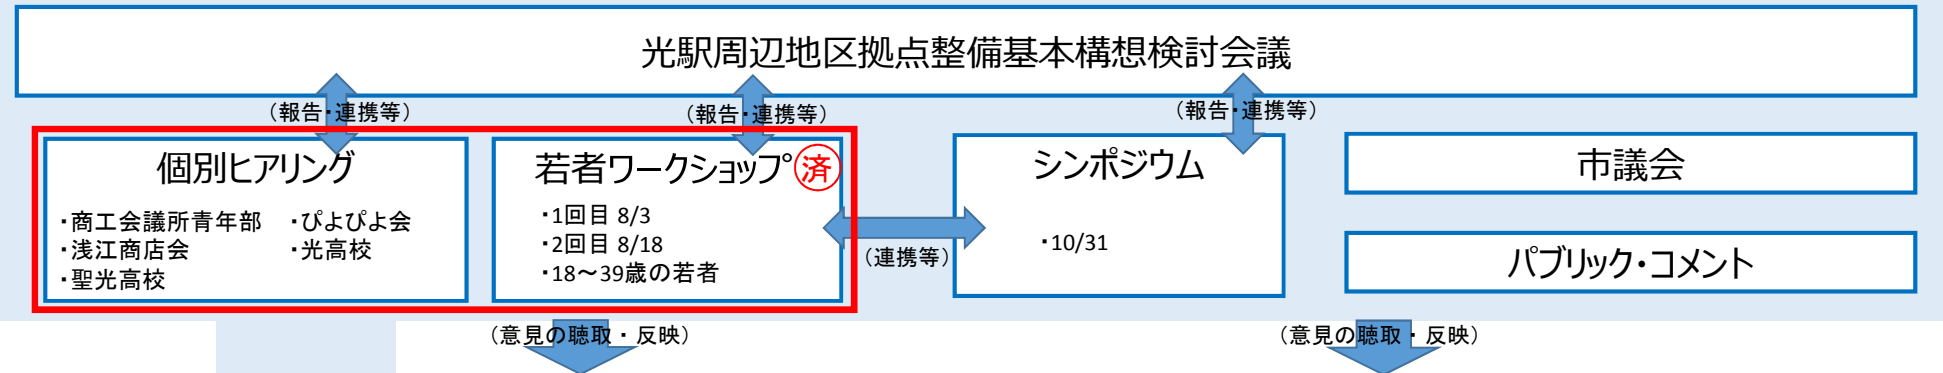 光駅周辺地区拠点整備基本構想検討会議
（報告・連携等）
（報告・連携等）
（報告・連携等）
個別ヒアリング
・商工会議所青年部 ・ぴよぴよ会
・浅江商店会 ・光高校
・聖光高校
若者ワークショップ 済
・1回目 8/3
・2回目 8/18
・18～39歳の若者
（連携等）
シンポジウム
・10/31
市議会
パブリック・コメント
（意見の聴取・反映）
（意見の聴取・反映）